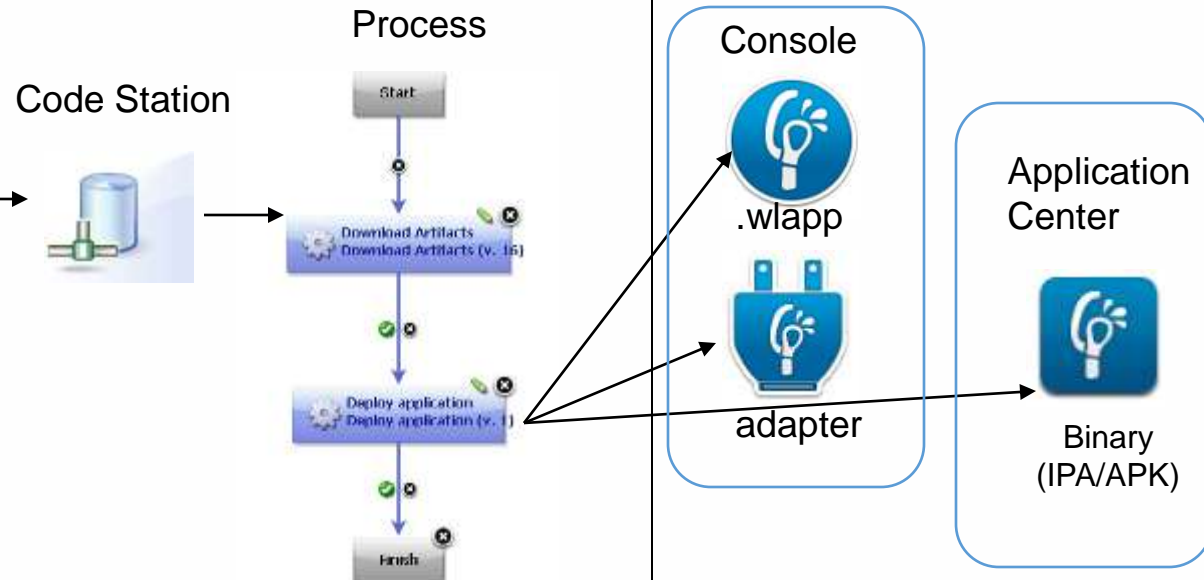 Process
Code Station
Start
Download Artifacts
Download Artifacts (v. 16)
Deploy application
Deploy application (v. 1)
Finish
Console
.wlapp
adapter
Application
Center
Binary
(IPA/APK)